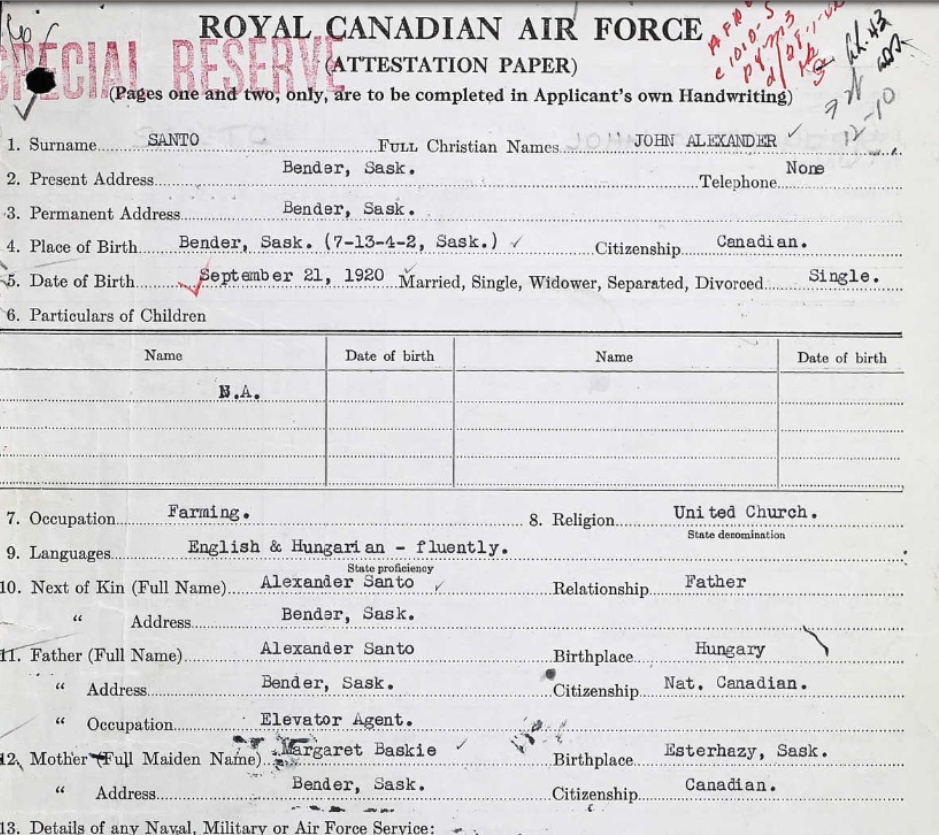 ROYAL CANADIAN AIR FORCE
SPECIAL RESERVE
(ATTESTATION PAPER)
(Pages one and two, only, are to be completed in Applicant's own Handwriting)
1. Surname SANTO Full Christian Names JOHN ALEXANDER
2. Present Address Bender, Sask. Telephone None
3. Permanent Address Bender, Sask.
4. Place of Birth Bender, Sask. (7-13-4-2, Sask.) Citizenship Canadian.
5. Date of Birth September 21, 1920 Married, Single, Widower, Separated, Divorced Single.
6. Particulars of Children
Name Date of birth Name Date of birth
N.A.
7. Occupation Farming. 8. Religion United Church.
State denomination
9. Languages English & Hungarian - fluently.
State proficiency
10. Next of Kin (Full Name) Alexander Santo Relationship Father
" Address Bender, Sask.
11. Father (Full Name) Alexander Santo Birthplace Hungary
" Address Bender, Sask. Citizenship Nat. Canadian.
" Occupation Elevator Agent.
12. Mother (Full Maiden Name) Margaret Baskie Birthplace Esterhazy, Sask.
" Address Bender, Sask. Citizenship Canadian.
13. Details of any Naval, Military or Air Force Service: